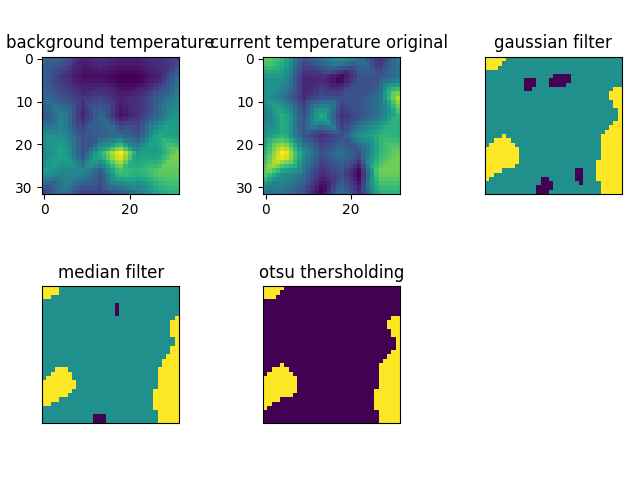 background temperature
current temperature original
gaussian filter
0
10
20
30
0
20
0
10
20
30
0
20
median filter
otsu thersholding